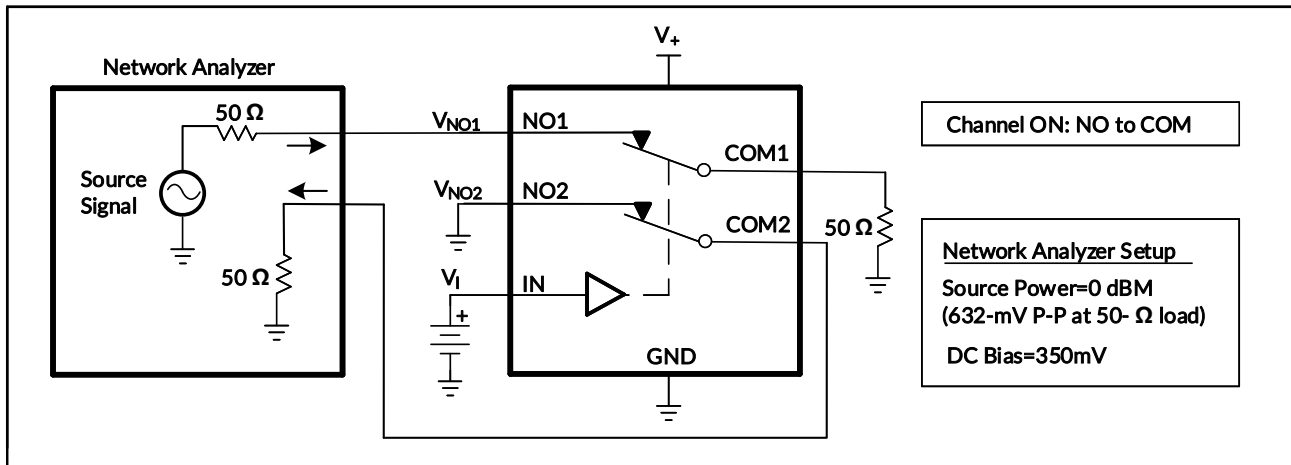 V+
Network Analyzer
50 Ω
Source
Signal
50 Ω
VNO1
NO1
COM1
VNO2
NO2
COM2
50 Ω
VI
IN
+
GND
Channel ON: NO to COM
Network Analyzer Setup
Source Power=0 dBM
(632-mV P-P at 50- Ω load)
DC Bias=350mV